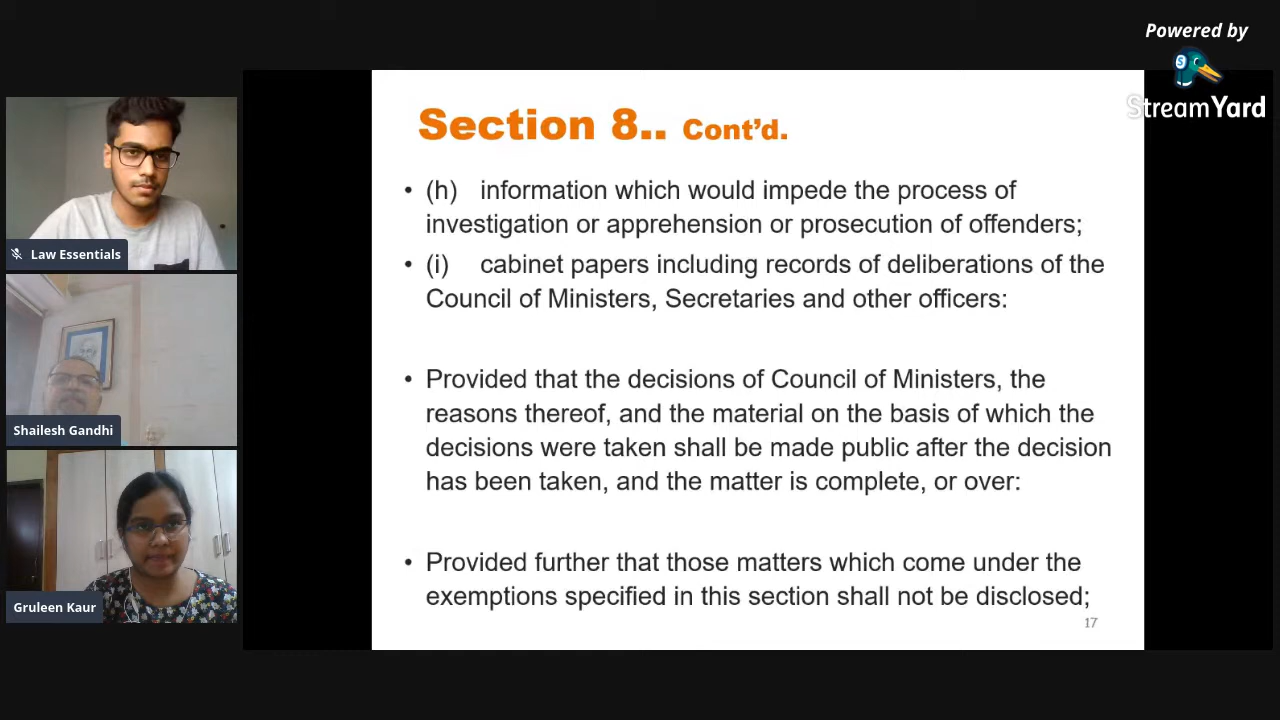 Powered by
StreamYard
Law Essentials
Shailesh Gandhi
Gruleen Kaur
Section 8.. Cont’d.
• (h) information which would impede the process of
investigation or apprehension or prosecution of offenders;
• (i) cabinet papers including records of deliberations of the
Council of Ministers, Secretaries and other officers:
• Provided that the decisions of Council of Ministers, the
reasons thereof, and the material on the basis of which the
decisions were taken shall be made public after the decision
has been taken, and the matter is complete, or over:
• Provided further that those matters which come under the
exemptions specified in this section shall not be disclosed;
17